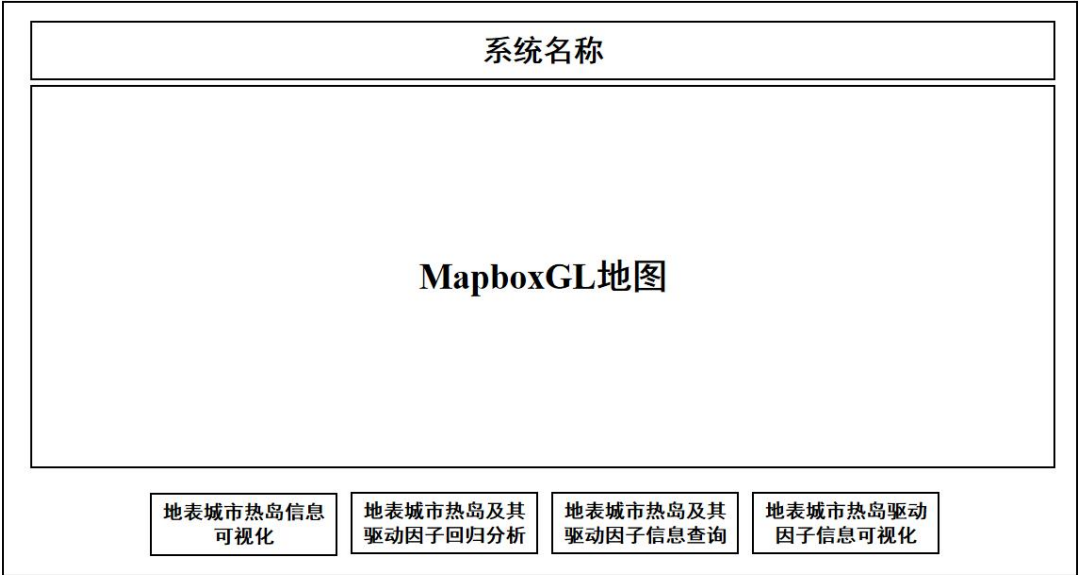 系统名称
MapboxGL地图
地表城市热岛信息
可视化
地表城市热岛及其
驱动因子回归分析
地表城市热岛及其
驱动因子信息查询
地表城市热岛驱动
因子信息可视化